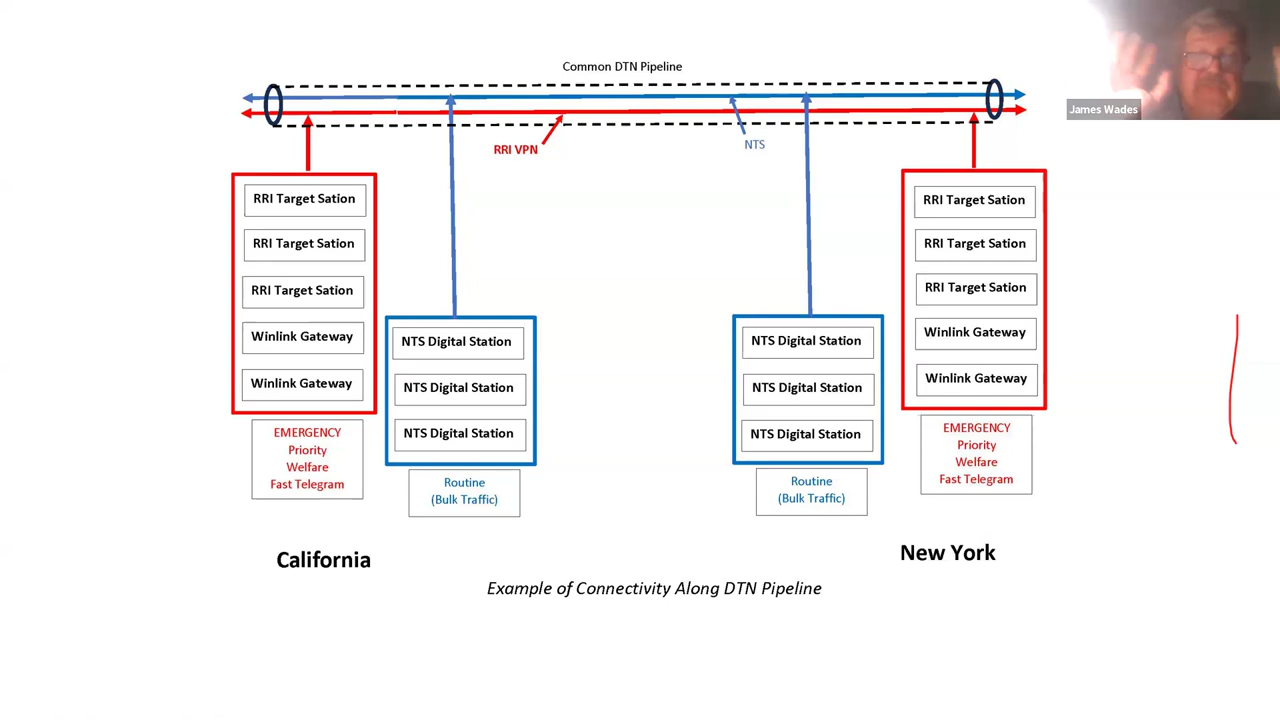 Common DTN Pipeline
James Wades
RRI VPN
NTS
RRI Target Sation
RRI Target Sation
RRI Target Sation
Winlink Gateway
Winlink Gateway
EMERGENCY
Priority
Welfare
Fast Telegram
NTS Digital Station
NTS Digital Station
NTS Digital Station
Routine
(Bulk Traffic)
NTS Digital Station
NTS Digital Station
NTS Digital Station
Routine
(Bulk Traffic)
RRI Target Sation
RRI Target Sation
RRI Target Sation
Winlink Gateway
Winlink Gateway
EMERGENCY
Priority
Welfare
Fast Telegram
California
New York
Example of Connectivity Along DTN Pipeline